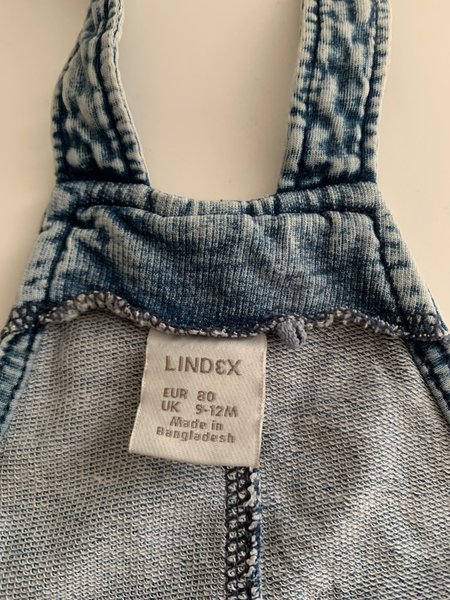 LINDEX
EUR 80
UK 9-12M
Made in
Bangladesh